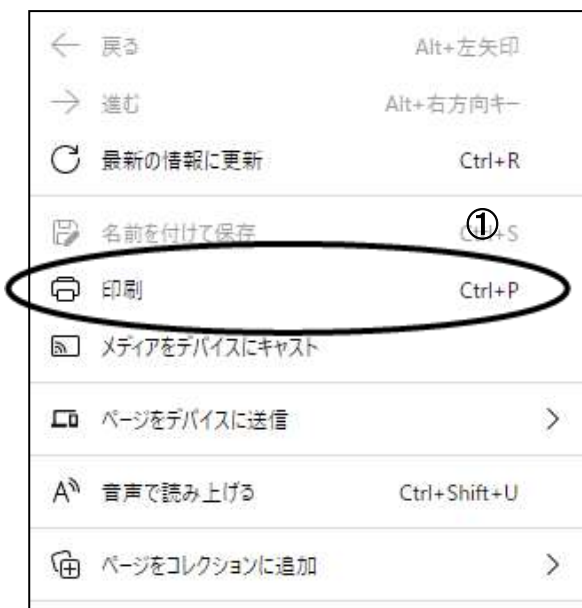 戻る Alt+左矢印
進む Alt+右方向キー
最新の情報に更新 Ctrl+R
名前を付けて保存 Ctrl+S
①
印刷 Ctrl+P
メディアをデバイスにキャスト
ページをデバイスに送信
音声で読み上げる Ctrl+Shift+U
ページをコレクションに追加